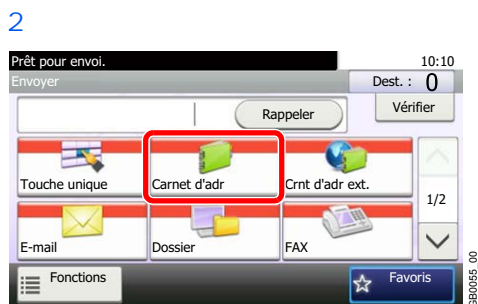 2
Prêt pour envoi. 10:10
Envoyer Dest. : 0
Rappeler Vérifier
Touche unique Carnet d'adr Crnt d'adr ext.
1/2
E-mail Dossier FAX
Fonctions Favoris